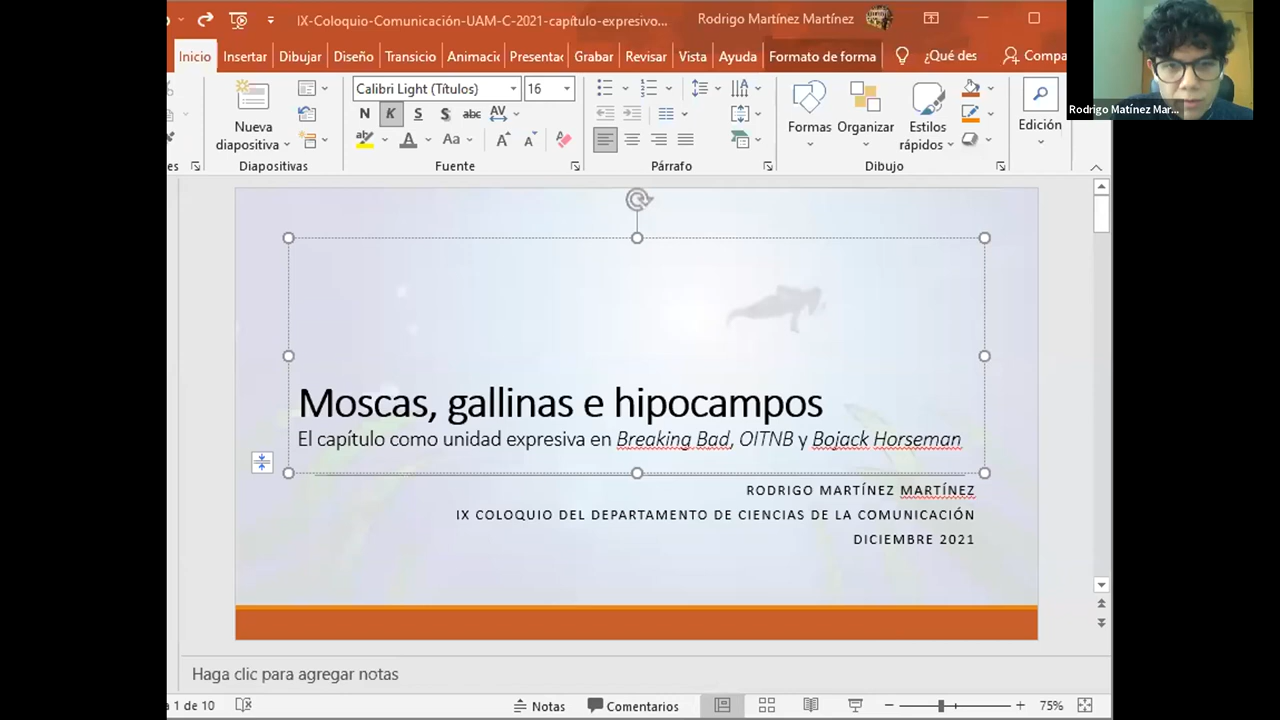 IX-Coloquio-Comunicación-UAM-C-2021-capítulo-expresivo...
Rodrigo Martínez Martínez
Inicio Insertar Dibujar Diseño Transicio Animacio Presentac Grabar Revisar Vista Ayuda Formato de forma ¿Qué des Compa
Rodrigo Matínez Mar...
Calibri Light (Títulos) 16
N K S S abc AV
Aa A A
Nueva diapositiva
Formas Organizar Estilos rápidos
Edición
es Diapositivas Fuente Párrafo Dibujo
Moscas, gallinas e hipocampos
El capítulo como unidad expresiva en Breaking Bad, OITNB y Bojack Horseman
RODRIGO MARTÍNEZ MARTÍNEZ
IX COLOQUIO DEL DEPARTAMENTO DE CIENCIAS DE LA COMUNICACIÓN
DICIEMBRE 2021
Haga clic para agregar notas
a 1 de 10 Notas Comentarios 75%